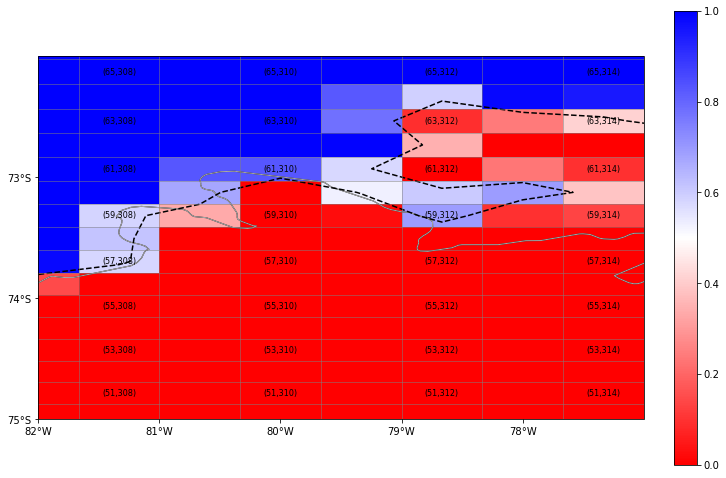 1.0
(65,308) (65,310) (65,312) (65,314)
0.8
(63,308) (63,310) (63,312) (63,314)
73°S
(61,308) (61,310) (61,312) (61,314)
0.6
(59,308) (59,310) (59,312) (59,314)
(57,308) (57,310) (57,312) (57,314)
0.4
74°S
(55,308) (55,310) (55,312) (55,314)
(53,308) (53,310) (53,312) (53,314)
0.2
(51,308) (51,310) (51,312) (51,314)
75°S
82°W 81°W 80°W 79°W 78°W
0.0